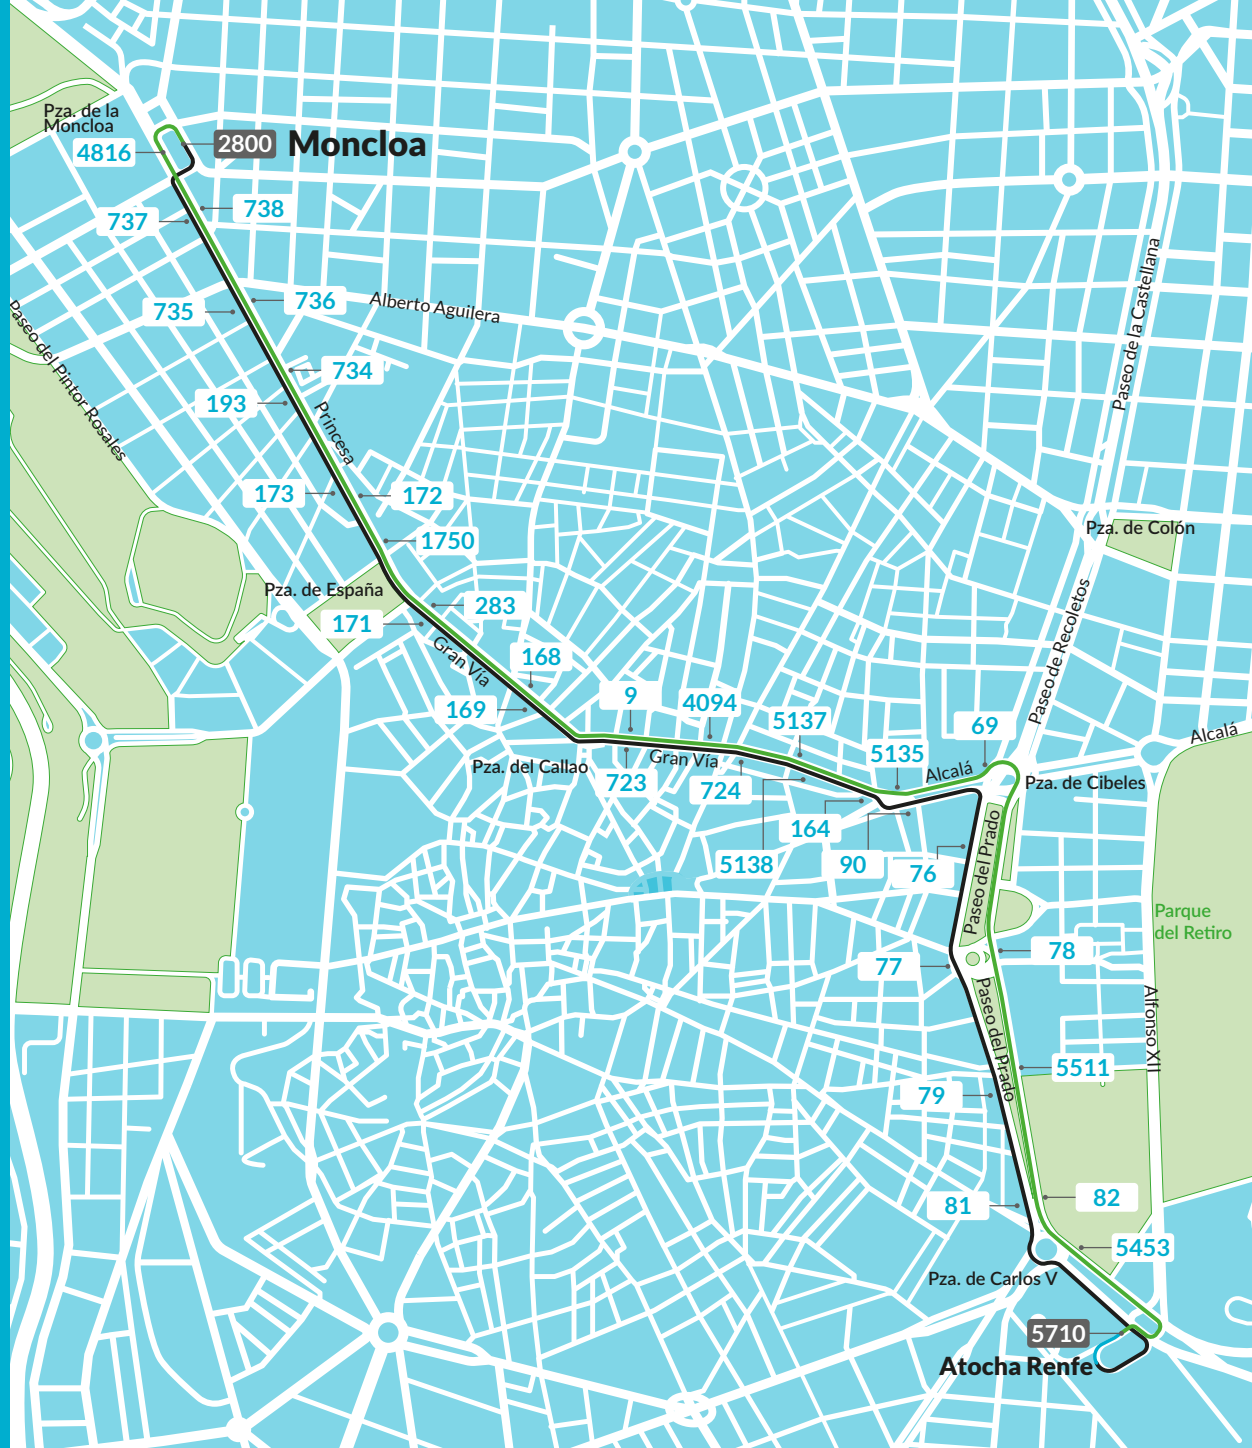 Pza. de la
Moncloa
4816
2800
Moncloa
737
738
735
736
Alberto Aguilera
Paseo del Pintor Rosales
734
193
Princesa
173
172
1750
Pza. de España
283
171
Gran Vía
168
169
9
4094
5137
69
Pza. del Callao
723
Gran Vía
724
5135
Alcalá
Alcalá
Pza. de Cibeles
Paseo de la Castellana
Pza. de Colón
Paseo de Recoletos
164
5138
90
76
Paseo del Prado
Parque
del Retiro
77
78
Paseo del Prado
Alfonso XII
5511
79
81
82
5453
Pza. de Carlos V
5710
Atocha Renfe